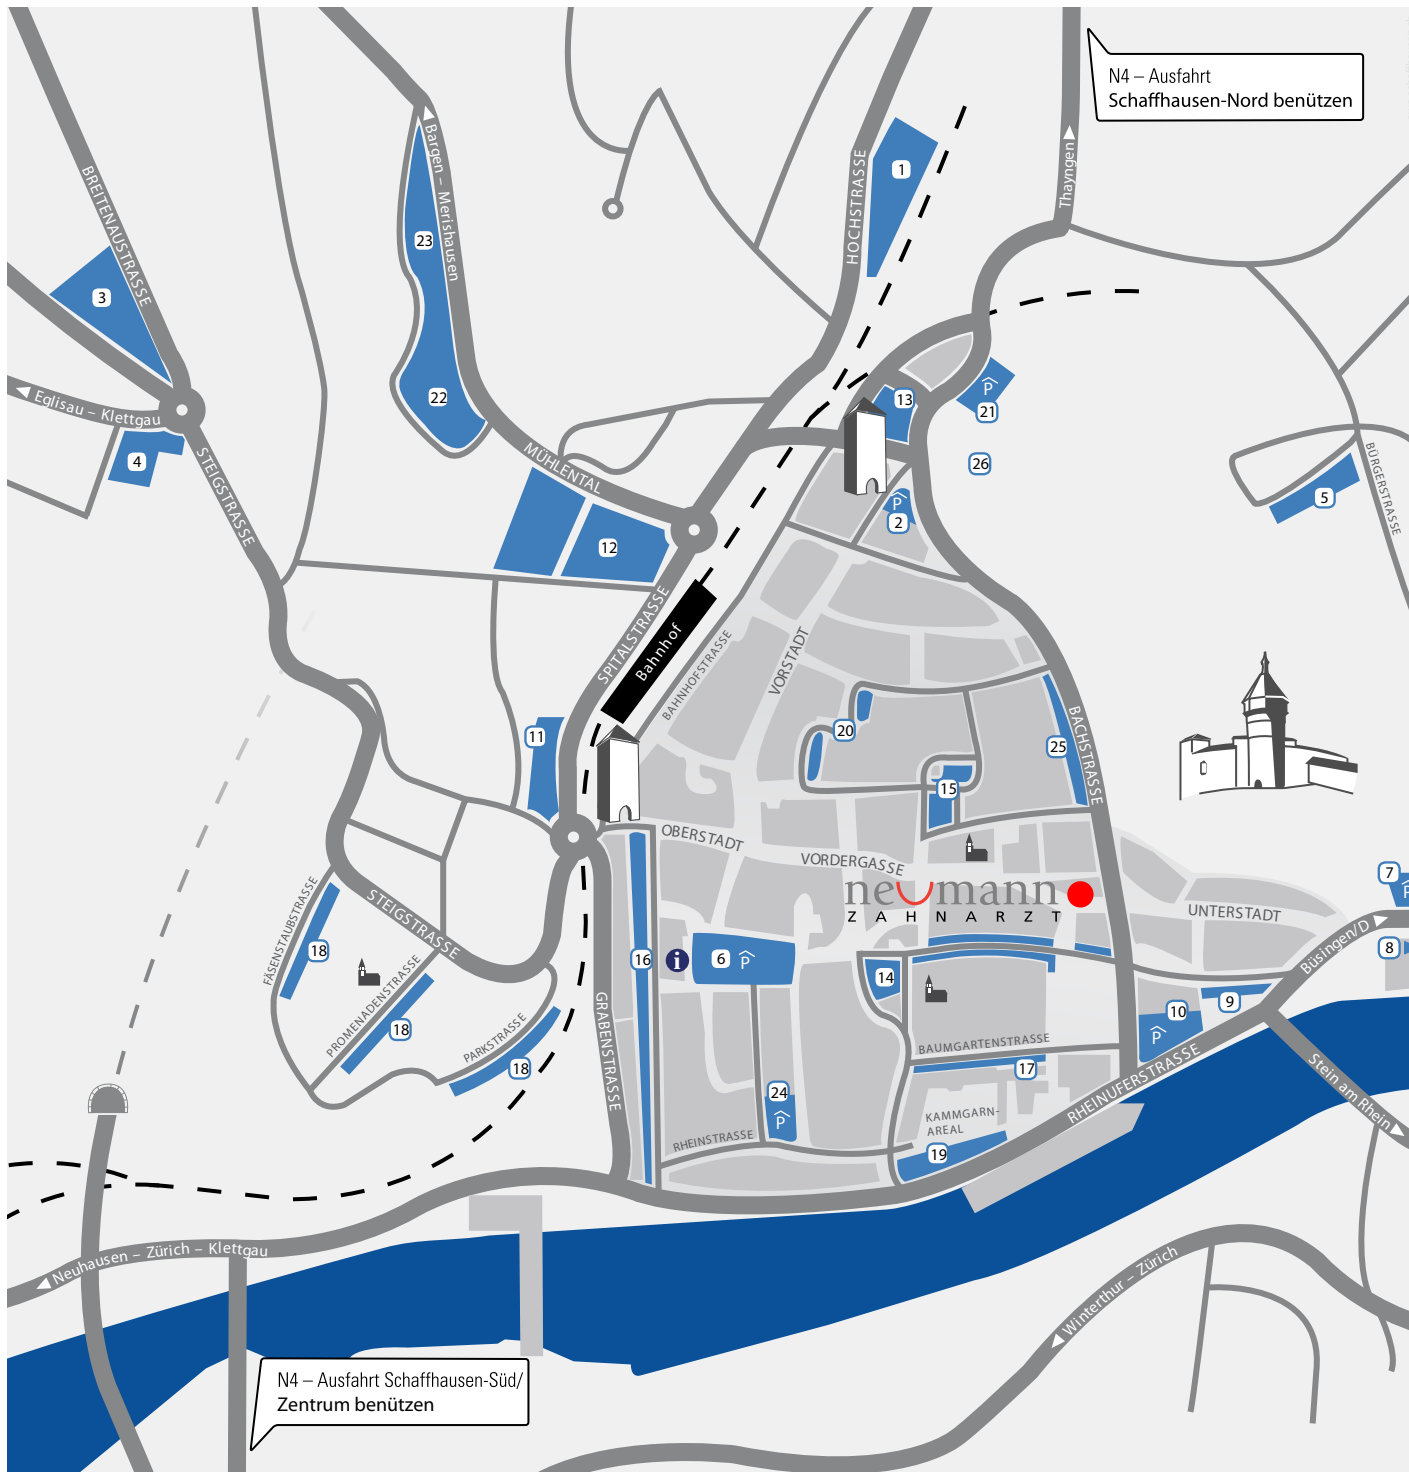 N4 – Ausfahrt
Schaffhausen-Nord benützen
Thayngen
Bargen – Merishausen
HOCHSTRASSE
1
BREITENAUSTRASSE
23
3
22
Eglisau – Klettgau
13
P
21
4
STEIGSTRASSE
MÜHLENTAL
26
BÜRGERSTRASSE
5
P
2
12
SPITALSTRASSE
Bahnhof
BAHNHOFSTRASSE
VORSTADT
20
11
BACHSTRASSE
25
15
OBERSTADT
VORDERGASSE
neumann
ZAHNARZT
7
P
UNTERSTADT
Büsingen/D
8
FÄSENSTAUBSTRASSE
STEIGSTRASSE
18
PROMENADENSTRASSE
18
PARKSTRASSE
18
GRABENSTRASSE
16
i
6
P
14
9
10
P
BAUMGARTENSTRASSE
17
RHEINUFERSTRASSE
Stein am Rhein
24
P
KAMMGARN-
AREAL
RHEINSTRASSE
19
Neuhausen – Zürich – Klettgau
Winterthur – Zürich
N4 – Ausfahrt Schaffhausen-Süd/
Zentrum benützen